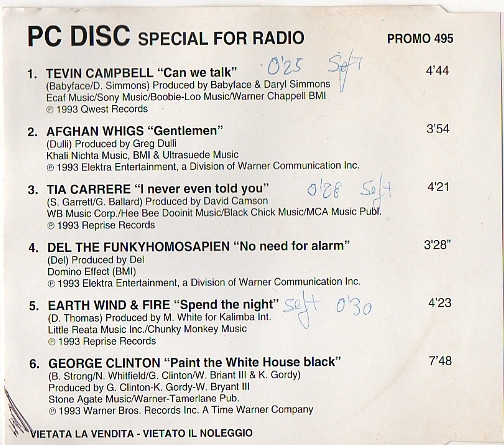 PC DISC SPECIAL FOR RADIO PROMO 495
1. TEVIN CAMPBELL "Can we talk" 0'25 Soft 4'44
(Babyface/D. Simmons) Produced by Babyface & Daryl Simmons
Ecaf Music/Sony Music/Boobie-Loo Music/Warner Chappell BMI
℗ 1993 Qwest Records
2. AFGHAN WHIGS "Gentlemen" 3'54
(Dulli) Produced by Greg Dulli
Khali Nichta Music, BMI & Ultrasuede Music
℗ 1993 Elektra Entertainment, a Division of Warner Communication Inc.
3. TIA CARRERE "I never even told you" 0'28 Soft 4'21
(S. Garrett/G. Ballard) Produced by David Camson
WB Music Corp./Hee Bee Dooinit Music/Black Chick Music/MCA Music Publ.
℗ 1993 Reprise Records
4. DEL THE FUNKYHOMOSAPIEN "No need for alarm" 3'28"
(Del) Produced by Del
Domino Effect (BMI)
℗ 1993 Elektra Entertainment, a Division of Warner Communication Inc.
5. EARTH WIND & FIRE "Spend the night" Soft 0'30 4'23
(D. Thomas) Produced by M. White for Kalimba Int.
Little Reata Music Inc./Chunky Monkey Music
℗ 1993 Reprise Records
6. GEORGE CLINTON "Paint the White House black" 7'48
(B. Strong/N. Whitfield/G. Clinton/W. Briant III & K. Gordy)
Produced by G. Clinton-K. Gordy-W. Bryant III
Stone Agate Music/Warner-Tamerlane Pub.
℗ 1993 Warner Bros. Records Inc. A Time Warner Company
VIETATA LA VENDITA - VIETATO IL NOLEGGIO